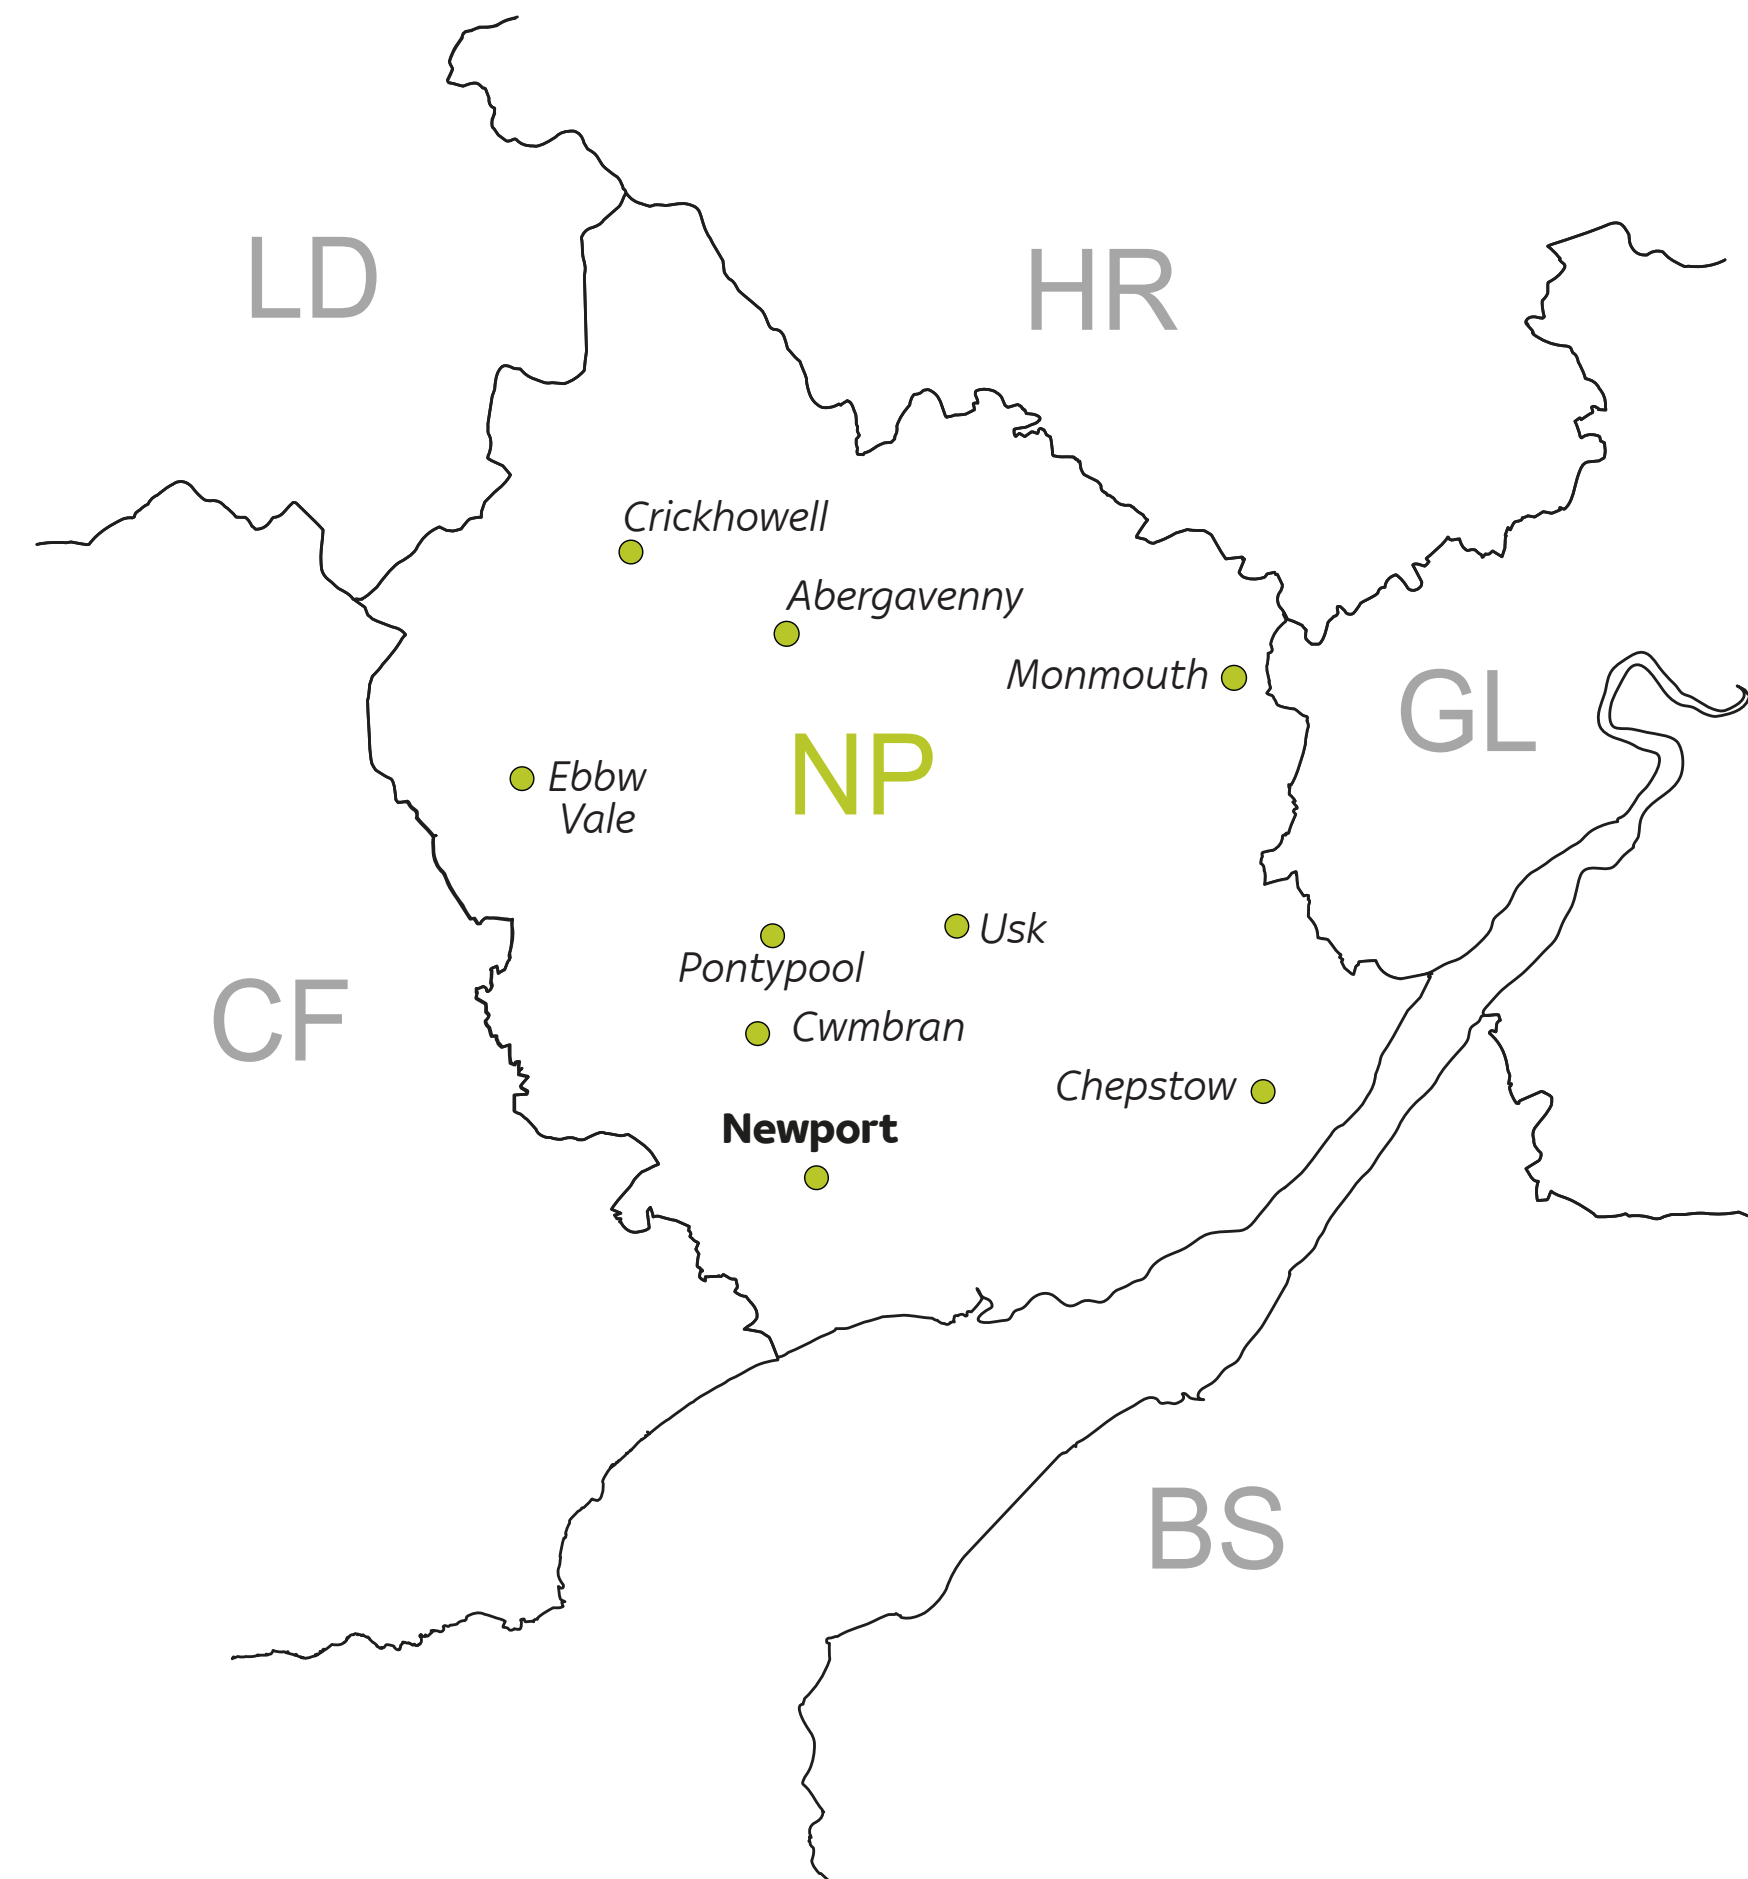 LD
HR
Crickhowell
Abergavenny
Monmouth
GL
NP
Ebbw
Vale
Usk
Pontypool
CF
Cwmbran
Chepstow
Newport
BS